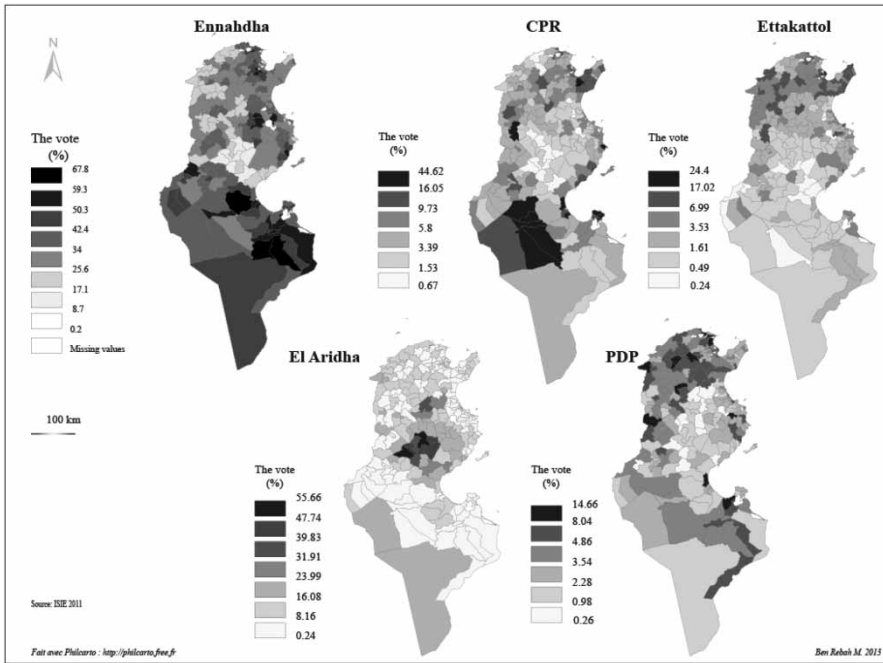 Ennahdha
CPR
Ettakattol
N
The vote
(%)
67.8
59.3
50.3
42.4
34
25.6
17.1
8.7
0.2
Missing values
The vote
(%)
44.62
16.05
9.73
5.8
3.39
1.53
0.67
The vote
(%)
24.4
17.02
6.99
3.53
1.61
0.49
0.24
El Aridha
PDP
100 km
The vote
(%)
55.66
47.74
39.83
31.91
23.99
16.08
8.16
0.24
The vote
(%)
14.66
8.04
4.86
3.54
2.28
0.98
0.26
Source: ISIE 2011
Fait avec Philcarto : http://philcarto.free.fr
Ben Rebah M. 2013